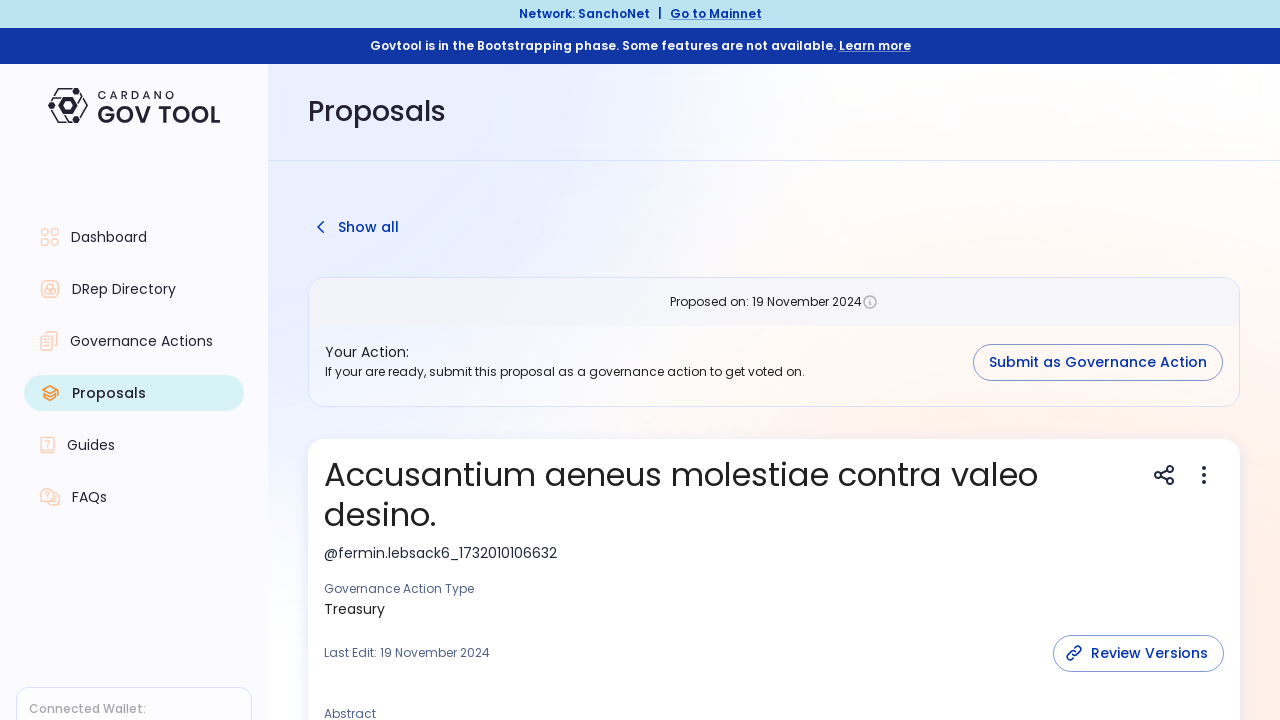 Network: SanchoNet | Go to Mainnet
Govtool is in the Bootstrapping phase. Some features are not available. Learn more
CARDANO
GOV TOOL
Dashboard
DRep Directory
Governance Actions
Proposals
Guides
FAQs
Connected Wallet:
Proposals
Show all
Proposed on: 19 November 2024
Your Action:
If your are ready, submit this proposal as a governance action to get voted on.
Submit as Governance Action
Accusantium aeneus molestiae contra valeo
desino.
@fermin.lebsack6_1732010106632
Governance Action Type
Treasury
Last Edit: 19 November 2024
Review Versions
Abstract